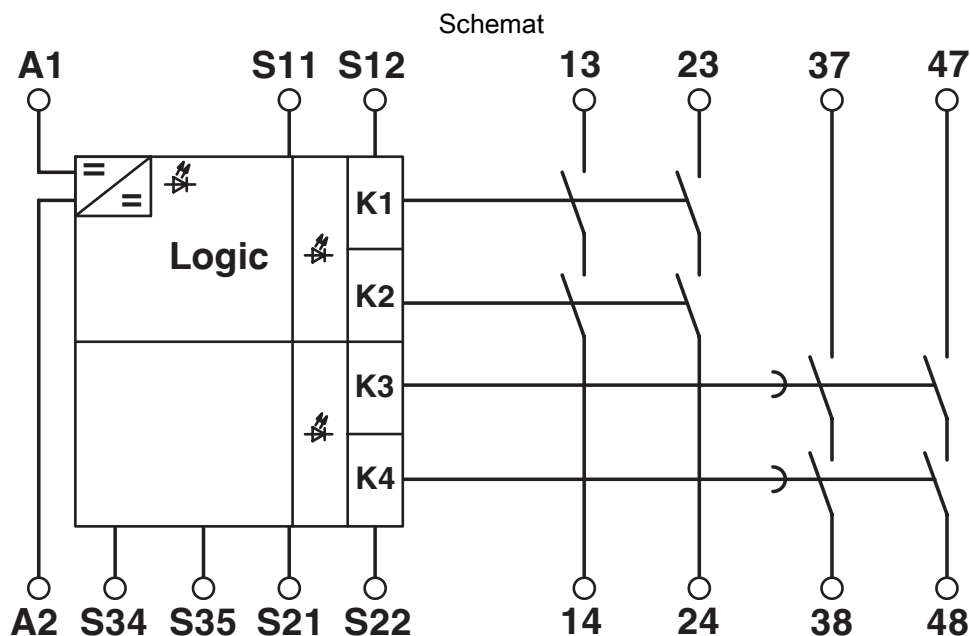 Schemat
A1 S11 S12 13 23 37 47
K1
Logic
K2
K3
K4
A2 S34 S35 S21 S22 14 24 38 48